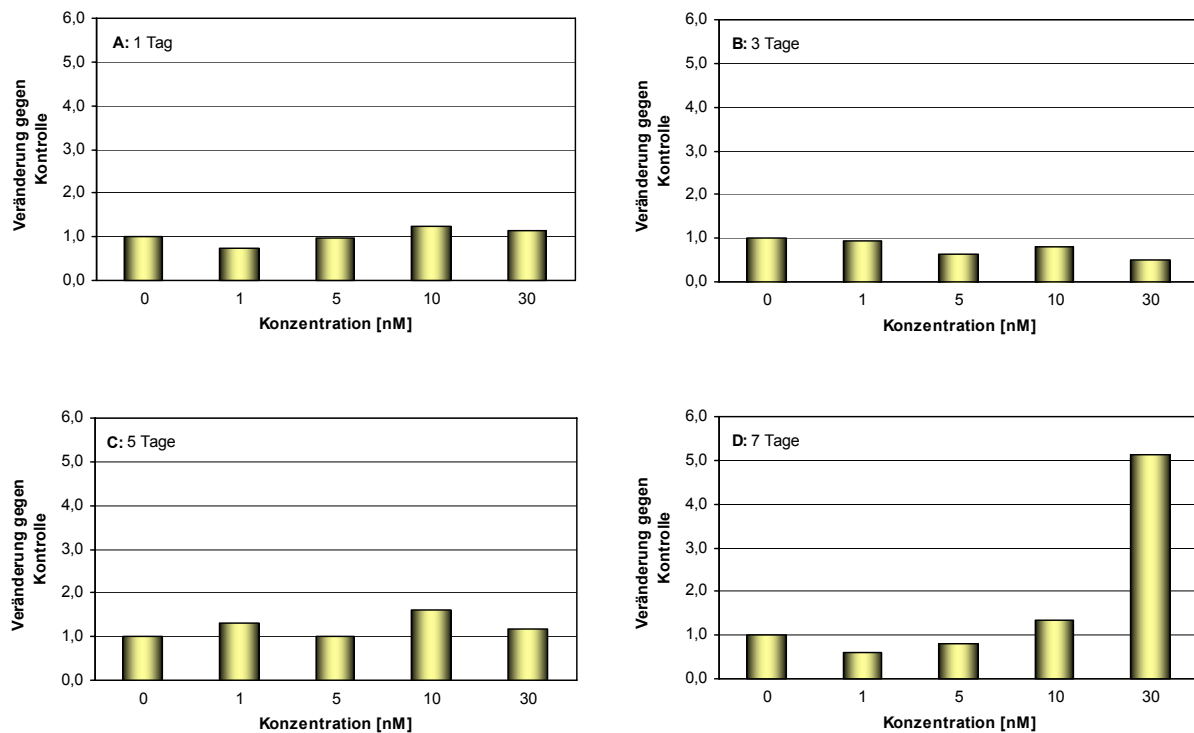 A: 1 Tag
Veränderung gegen
Kontrolle
6,0
5,0
4,0
3,0
2,0
1,0
0,0
0 1 5 10 30
Konzentration [nM]
B: 3 Tage
Veränderung gegen
Kontrolle
6,0
5,0
4,0
3,0
2,0
1,0
0,0
0 1 5 10 30
Konzentration [nM]
C: 5 Tage
Veränderung gegen
Kontrolle
6,0
5,0
4,0
3,0
2,0
1,0
0,0
0 1 5 10 30
Konzentration [nM]
D: 7 Tage
Veränderung gegen
Kontrolle
6,0
5,0
4,0
3,0
2,0
1,0
0,0
0 1 5 10 30
Konzentration [nM]